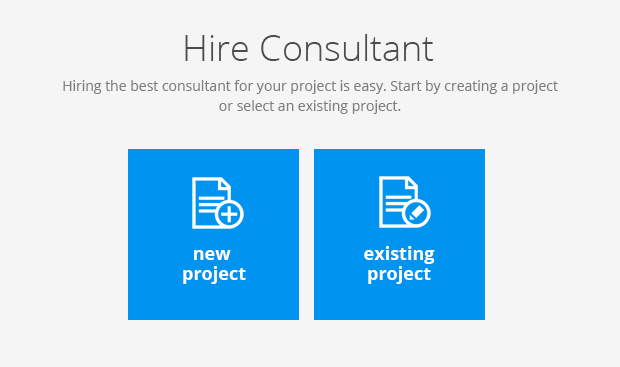 Hire Consultant
Hiring the best consultant for your project is easy. Start by creating a project
or select an existing project.
new
project
existing
project